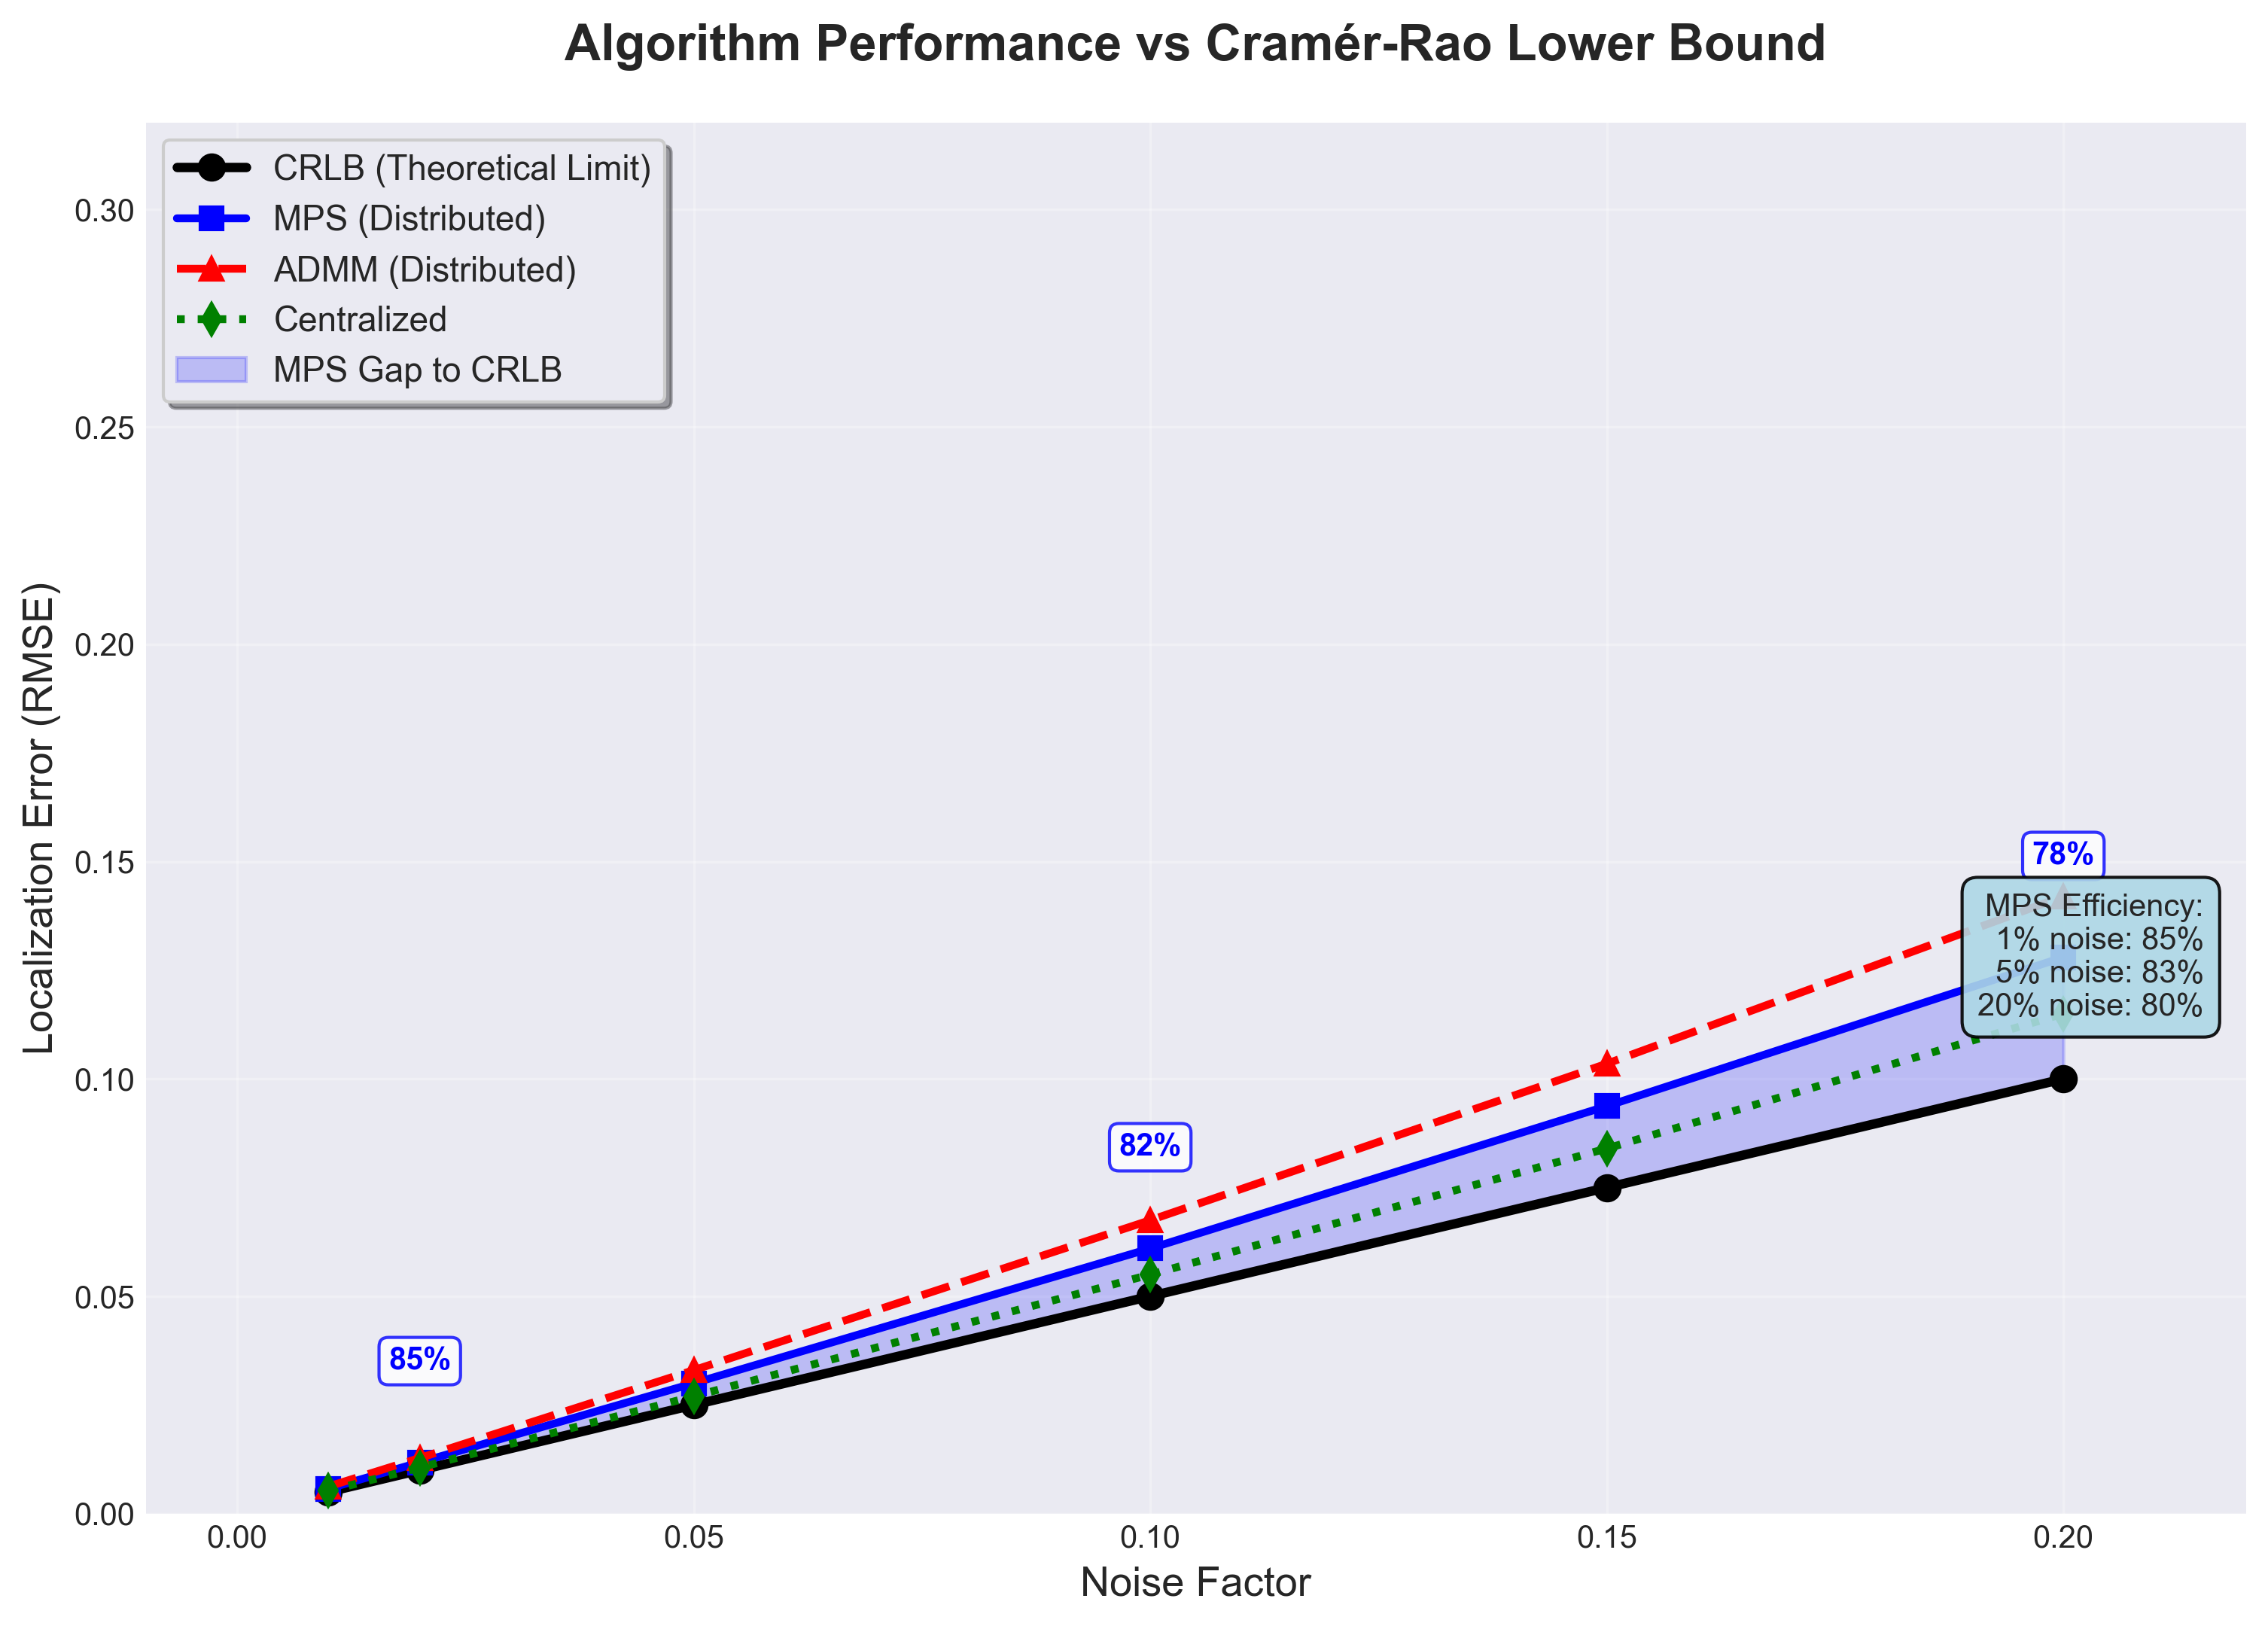 Algorithm Performance vs Cramér-Rao Lower Bound
CRLB (Theoretical Limit)
MPS (Distributed)
ADMM (Distributed)
Centralized
MPS Gap to CRLB
Localization Error (RMSE)
0.30
0.25
0.20
0.15
0.10
0.05
0.00
85%
82%
78%
MPS Efficiency:
1% noise: 85%
5% noise: 83%
20% noise: 80%
0.00
0.05
0.10
0.15
0.20
Noise Factor